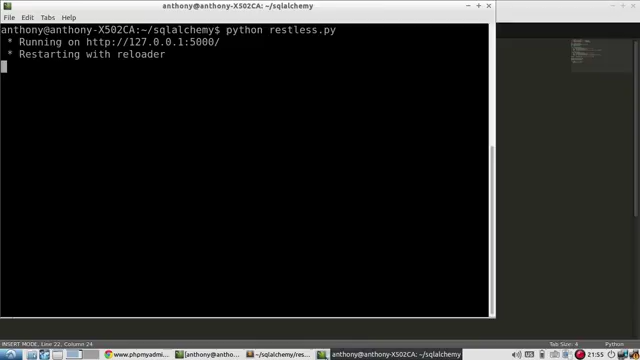 anthony@anthony-X502CA: ~/sqlalchemy
File Edit Tabs Help
anthony@anthony-X502CA:~/sqlalchemy$ python restless.py
 * Running on http://127.0.0.1:5000/
 * Restarting with reloader
INSERT MODE, Line 22, Column 24
Tab Size: 4
Python
www.phpmyadmi...
[anthony@antho...
~/sqlalchemy/res...
anthony@anthony-X502CA: ~/sqlalchemy
21:55